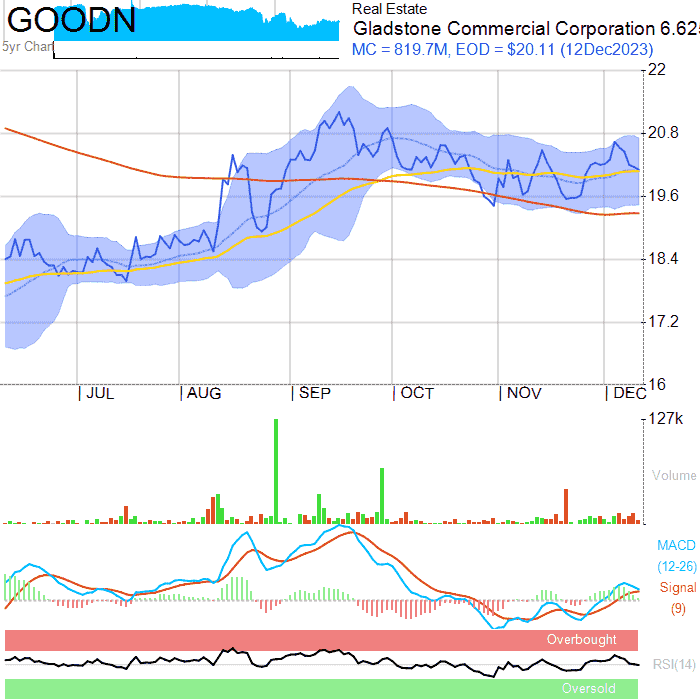 GOODN
5yr Chart
Real Estate
Gladstone Commercial Corporation 6.62
MC = 819.7M, EOD = $20.11 (12Dec2023)
22
20.8
19.6
18.4
17.2
16
JUL AUG SEP OCT NOV DEC
127k
Volume
MACD
(12-26)
Signal
(9)
Overbought
RSI(14)
Oversold